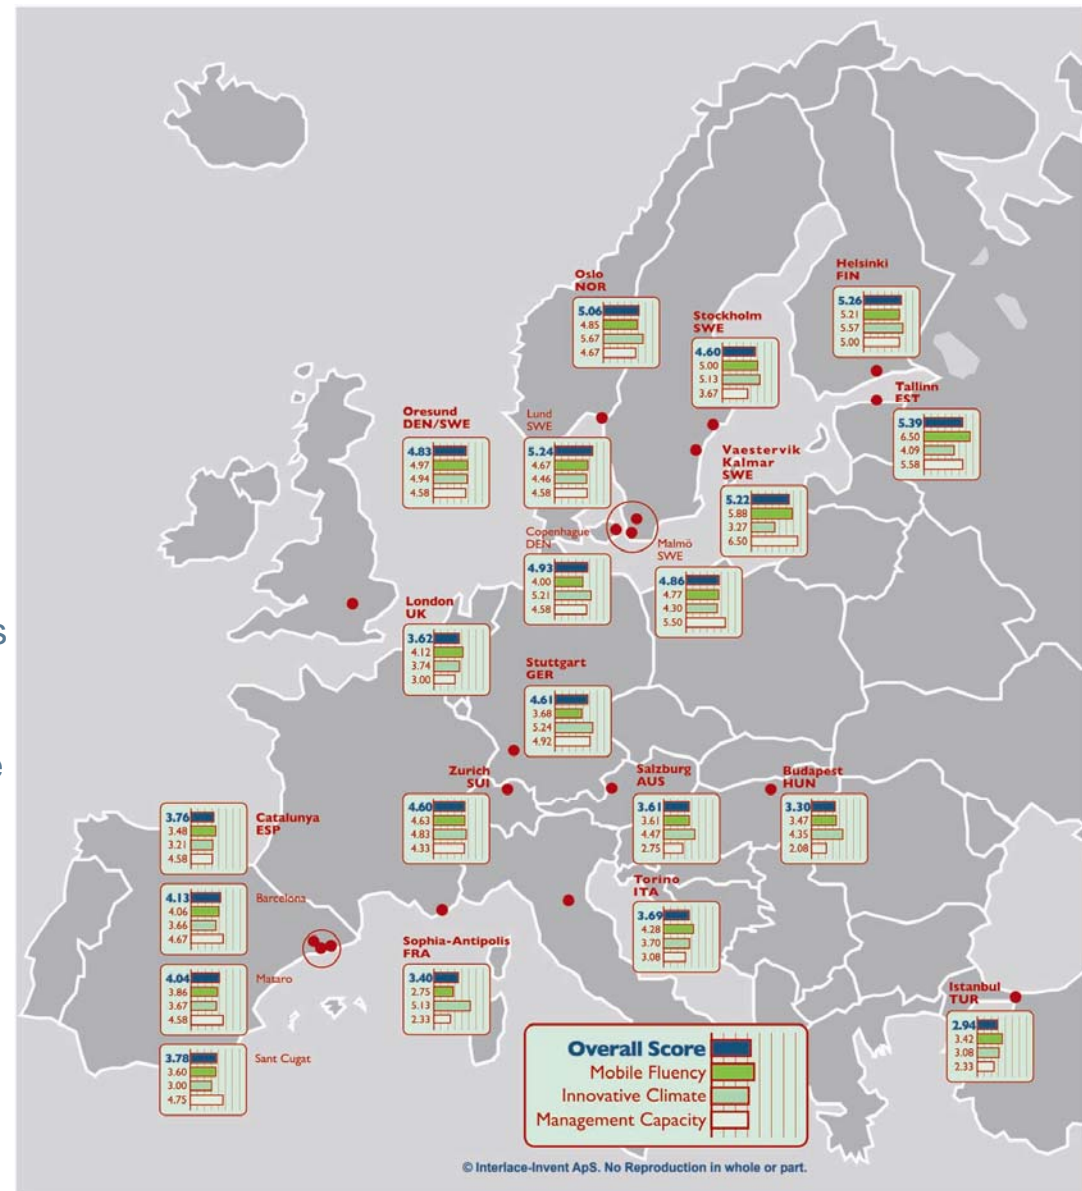 Helsinki
FIN
5.26
5.21
5.57
5.00
Oslo
NOR
5.06
4.85
5.67
4.67
Stockholm
SWE
4.60
5.00
5.13
3.67
Tallinn
EST
5.39
6.50
4.09
5.58
Oresund
DEN/SWE
4.83
4.97
4.94
4.58
Lund
SWE
5.24
4.67
4.46
4.58
Vaestervik
Kalmar
SWE
5.22
5.88
3.27
6.50
Copenhague
DEN
4.93
4.00
5.21
4.58
Malmö
SWE
4.86
4.77
4.30
5.50
London
UK
3.62
4.12
3.74
3.00
s
Stuttgart
GER
4.61
3.68
5.24
4.92
e
Zurich
SUI
4.60
4.63
4.83
4.33
Salzburg
AUS
3.61
3.61
4.47
2.75
Budapest
HUN
3.30
3.47
4.35
2.08
Catalunya
ESP
3.76
3.48
3.21
4.58
Barcelona
4.13
4.06
3.66
4.67
Torino
ITA
3.69
4.28
3.70
3.08
Sophia-Antipolis
FRA
3.40
2.75
5.13
2.33
Mataro
4.04
3.86
3.67
4.58
Istanbul
TUR
2.94
3.42
3.08
2.33
Sant Cugat
3.78
3.60
3.00
4.75
Overall Score
Mobile Fluency
Innovative Climate
Management Capacity
© Interlace-Invent ApS. No Reproduction in whole or part.